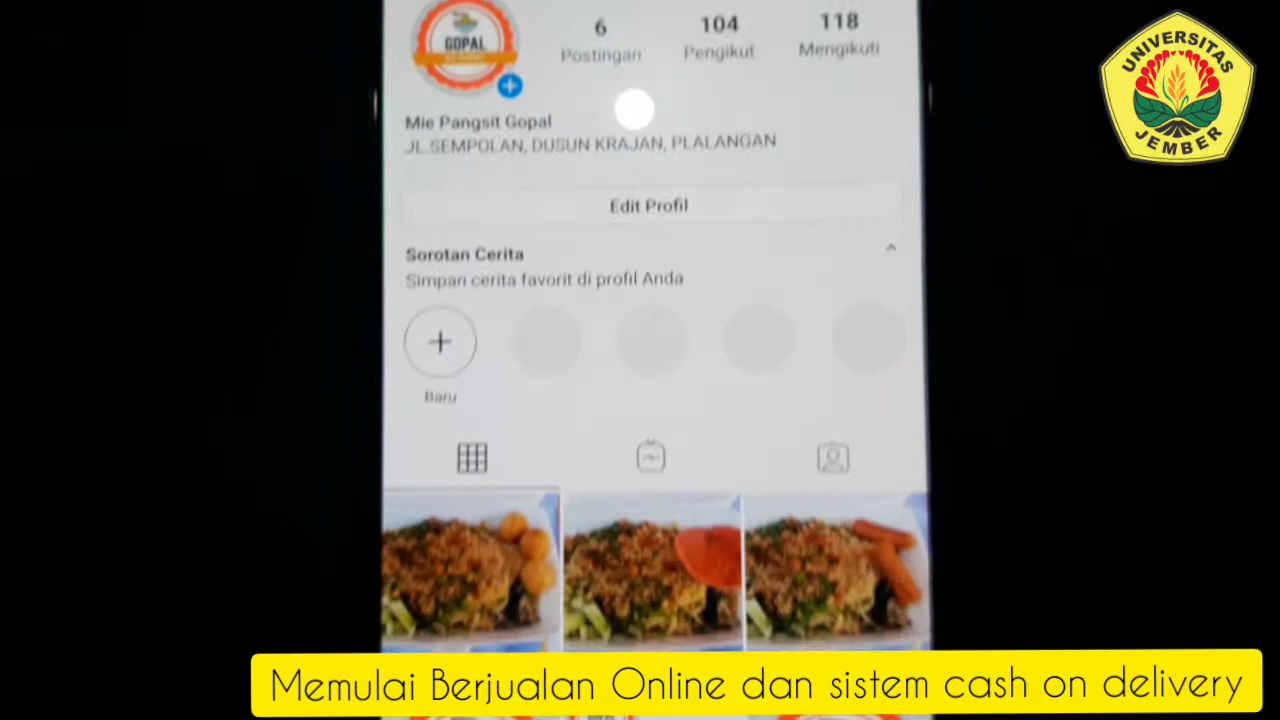 GOPAL
6
Postingan
104
Pengikut
118
Mengikuti
Mie Pangsit Gopal
JL SEMPOLAN, DUSUN KRAJAN, PLALANGAN
Edit Profil
Sorotan Cerita
Simpan cerita favorit di profil Anda
Baru
UNIVERSITAS
JEMBER
Memulai Berjualan Online dan sistem cash on delivery